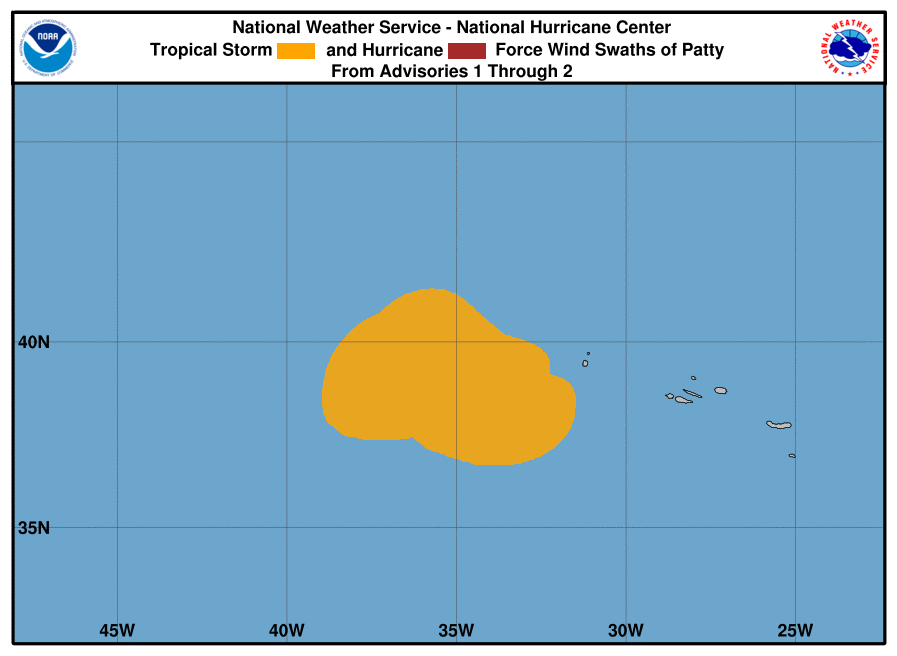 National Weather Service - National Hurricane Center
Tropical Storm and Hurricane Force Wind Swaths of Patty
From Advisories 1 Through 2
NOAA
NATIONAL WEATHER SERVICE
40N
35N
45W 40W 35W 30W 25W